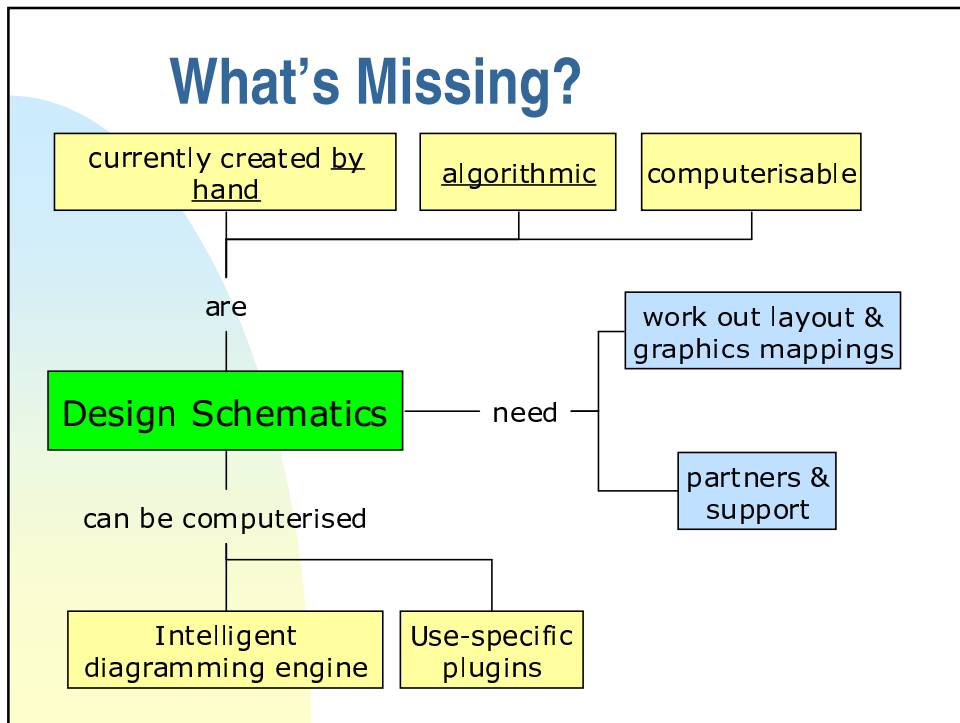 What's Missing?
currently created by
hand
algorithmic
computerisable
are
work out layout &
graphics mappings
Design Schematics
need
partners &
support
can be computerised
Intelligent
diagramming engine
Use-specific
plugins